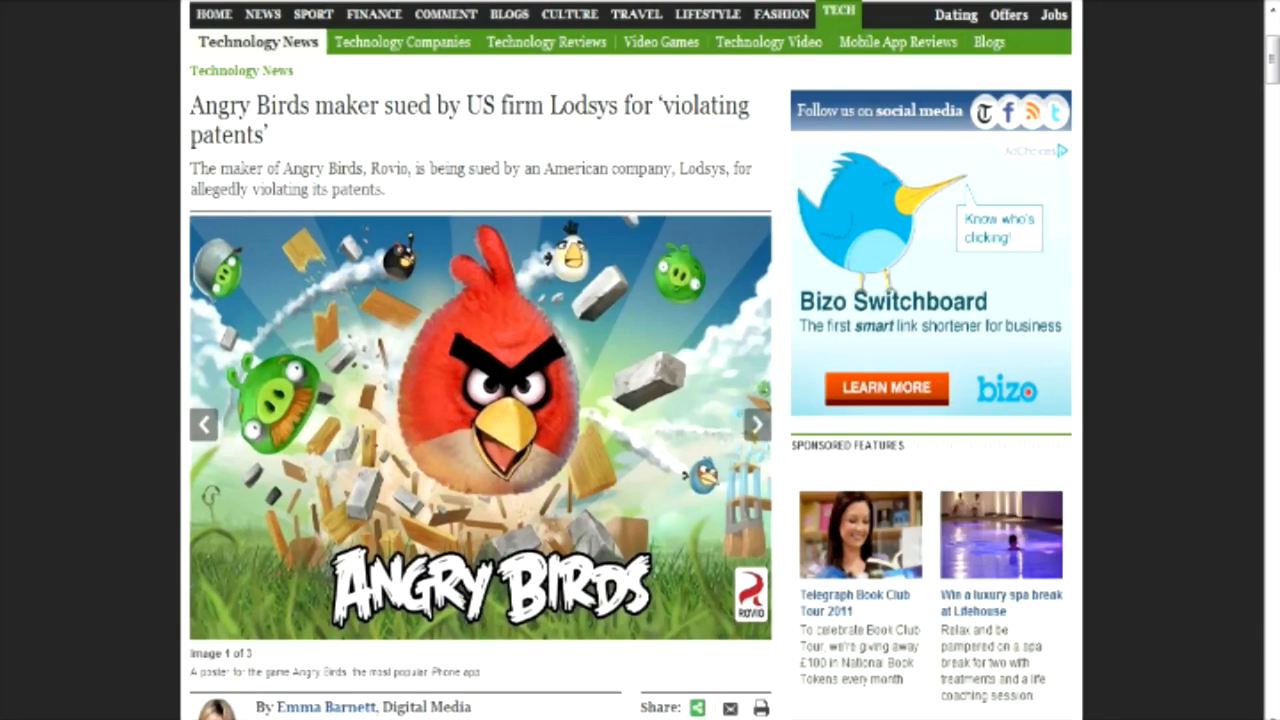 HOME NEWS SPORT FINANCE COMMENT BLOGS CULTURE TRAVEL LIFESTYLE FASHION TECH Dating Offers Jobs
Technology News Technology Companies Technology Reviews Video Games Technology Video Mobile App Reviews Blogs
Technology News
Angry Birds maker sued by US firm Lodsys for ‘violating
patents’
The maker of Angry Birds, Rovio, is being sued by an American company, Lodsys, for
allegedly violating its patents.
ANGRY BIRDS
ROVIO
Image 1 of 3
A poster for the game Angry Birds, the most popular iPhone app
By Emma Barnett, Digital Media
Share:
Follow us on social media
AdChoices
Know who's
clicking!
Bizo Switchboard
The first smart link shortener for business
LEARN MORE
bizo
SPONSORED FEATURES
Telegraph Book Club
Tour 2011
To celebrate Book Club
Tour, we're giving away
£100 in National Book
Tokens every month
Win a luxury spa break
at Lifehouse
Relax and be
pampered on a spa
break for two with
treatments and a life
coaching session